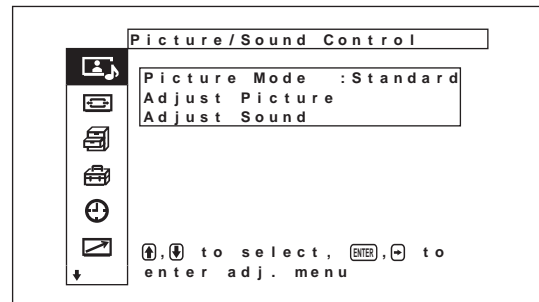 Picture/Sound Control
Picture Mode :Standard
Adjust Picture
Adjust Sound
↑,↓ to select, ENTER,→ to
enter adj. menu